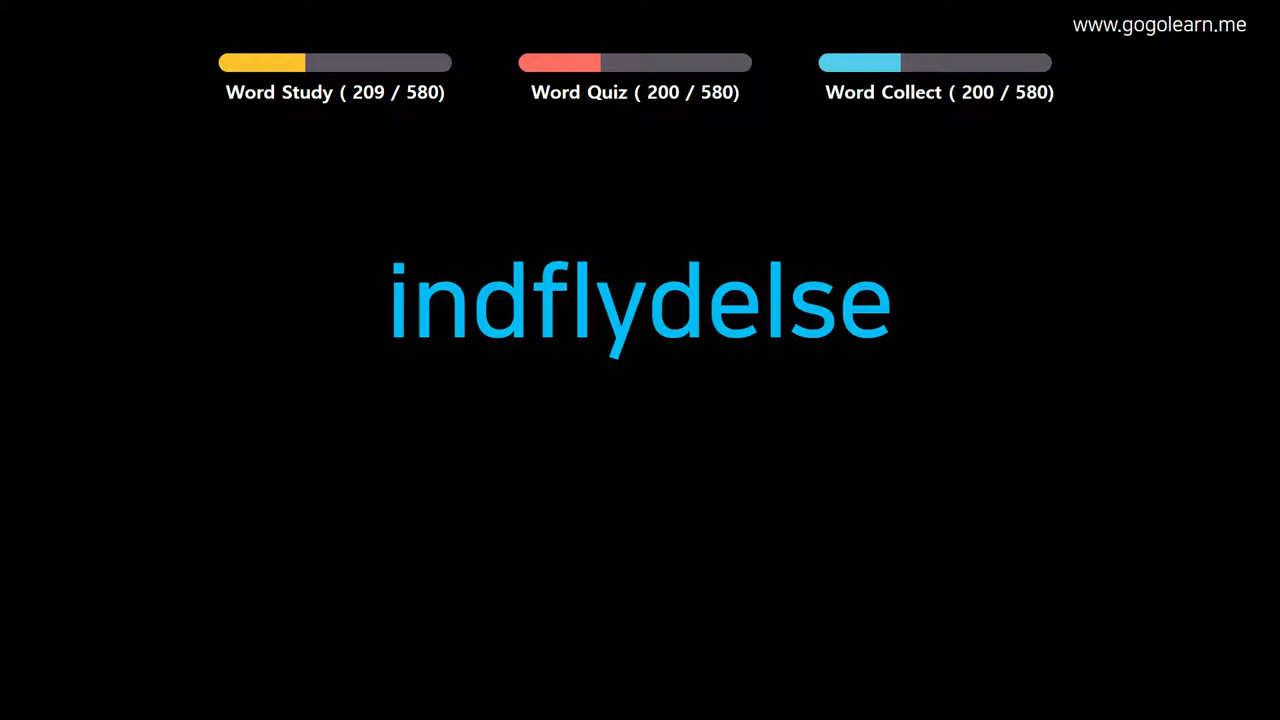 www.gogolearn.me
Word Study ( 209 / 580)
Word Quiz ( 200 / 580)
Word Collect ( 200 / 580)
indflydelse